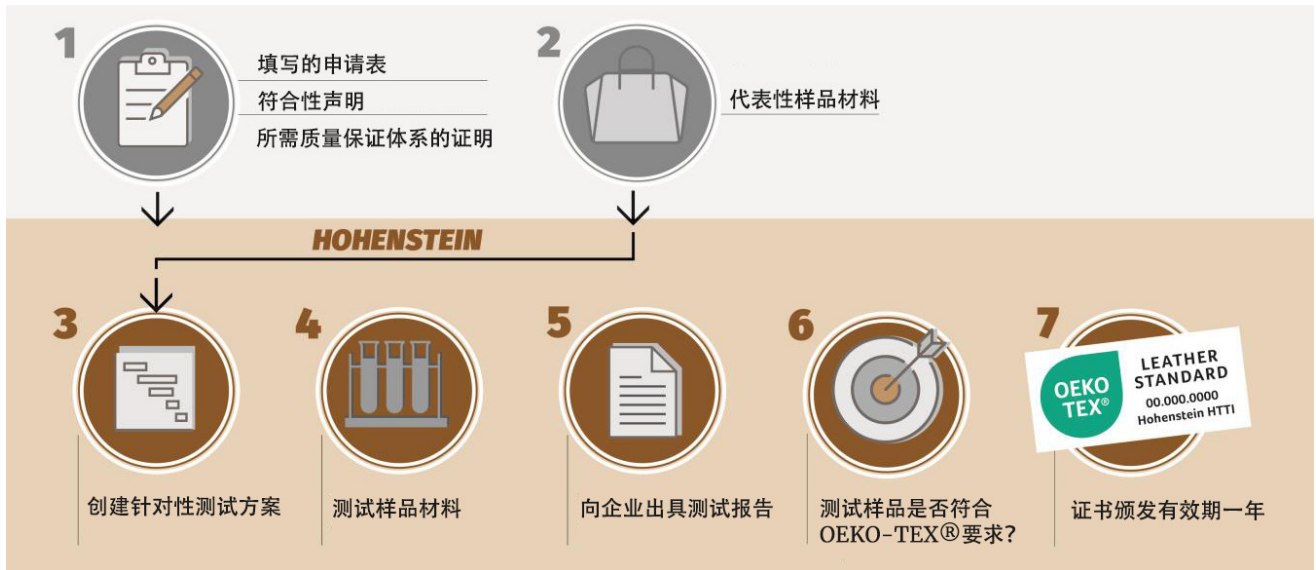 1
填写的申请表
符合性声明
所需质量保证体系的证明
2
代表性样品材料
HOHENSTEIN
3
创建针对性测试方案
4
测试样品材料
5
向企业出具测试报告
6
测试样品是否符合
OEKO-TEX®要求?
7
OEKO
TEX®
LEATHER
STANDARD
00.000.0000
Hohenstein HTTI
证书颁发有效期一年